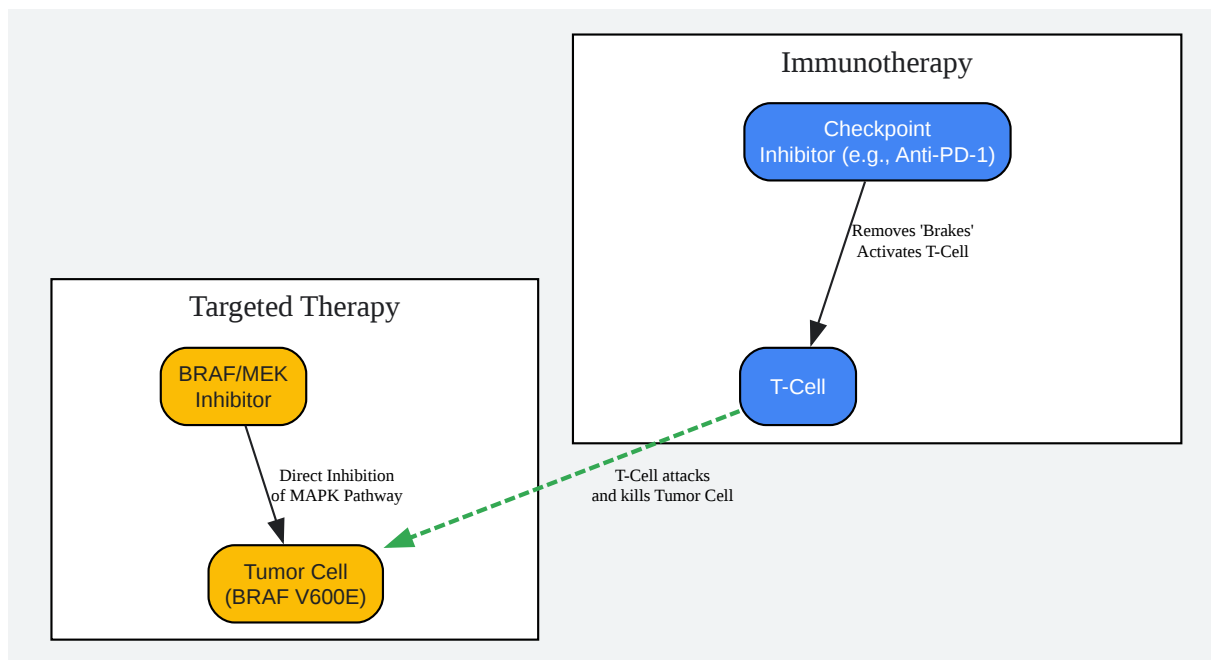 Immunotherapy
Checkpoint
Inhibitor (e.g., Anti-PD-1)
Removes 'Brakes'
Activates T-Cell
T-Cell
Targeted Therapy
BRAF/MEK
Inhibitor
Direct Inhibition
of MAPK Pathway
Tumor Cell
(BRAF V600E)
T-Cell attacks
and kills Tumor Cell